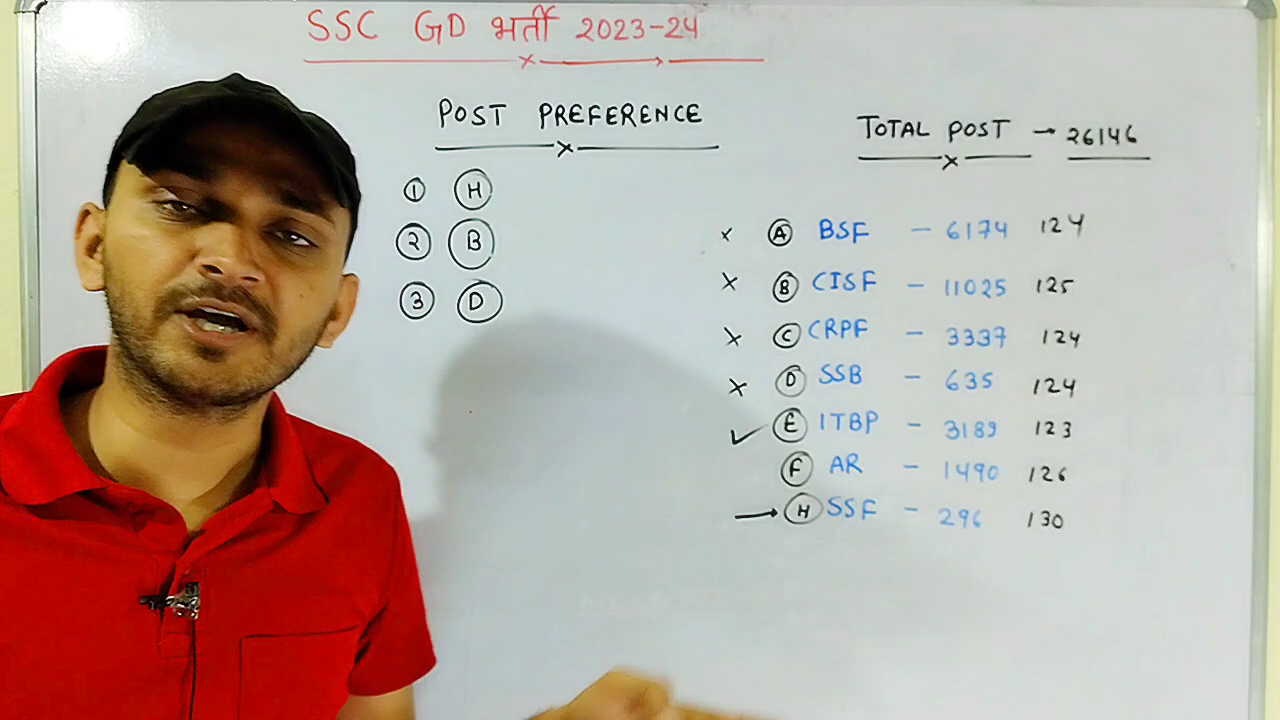 SSC GD भर्ती 2023-24
POST PREFERENCE
① H
② B
③ D
TOTAL POST → 26146
× A BSF - 6174 124
× B CISF - 11025 125
× C CRPF - 3337 124
× D SSB - 635 124
✓ E ITBP - 3189 123
F AR - 1490 126
→ H SSF - 296 130